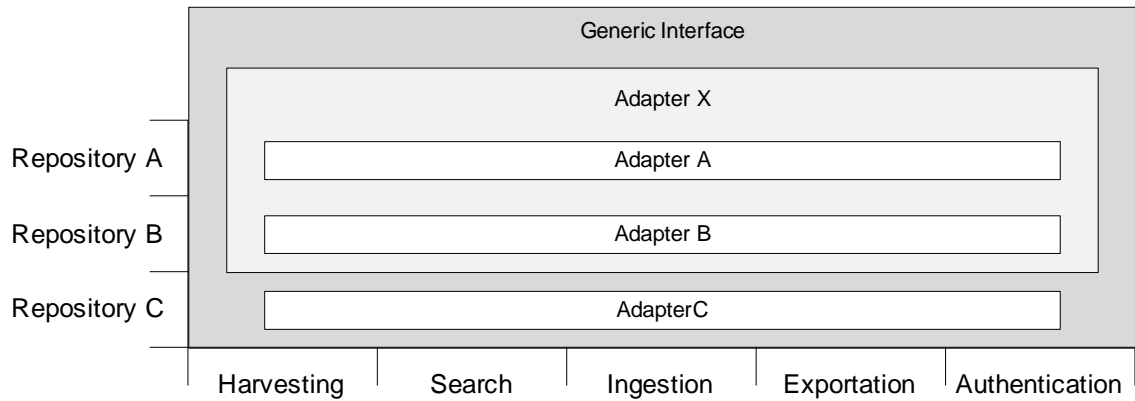 Generic Interface
Adapter X
Repository A
Adapter A
Repository B
Adapter B
Repository C
AdapterC
Harvesting
Search
Ingestion
Exportation
Authentication